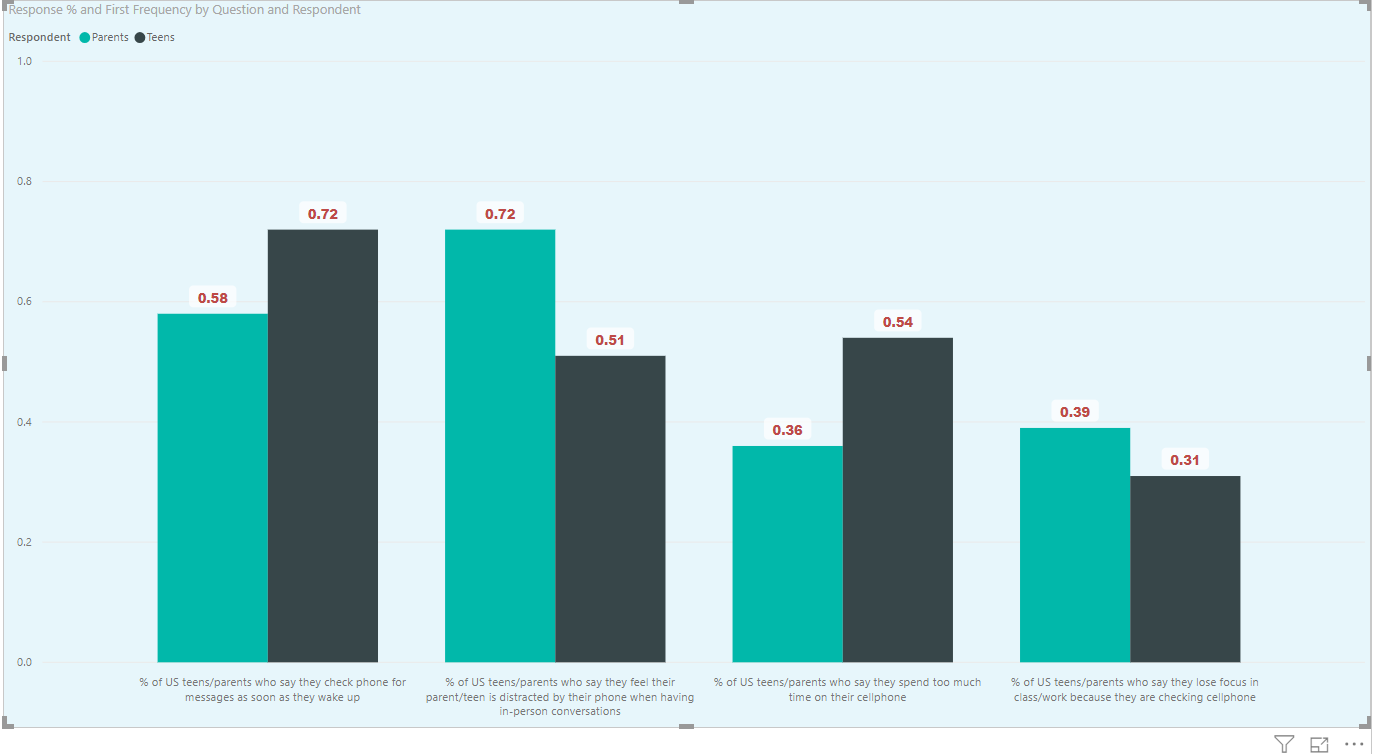 Response % and First Frequency by Question and Respondent
Respondent Parents Teens
1.0
0.8
0.6
0.4
0.2
0.0
0.58
0.72
0.72
0.51
0.36
0.54
0.39
0.31
% of US teens/parents who say they check phone for
messages as soon as they wake up
% of US teens/parents who say they feel their
parent/teen is distracted by their phone when having
in-person conversations
% of US teens/parents who say they spend too much
time on their cellphone
% of US teens/parents who say they lose focus in
class/work because they are checking cellphone